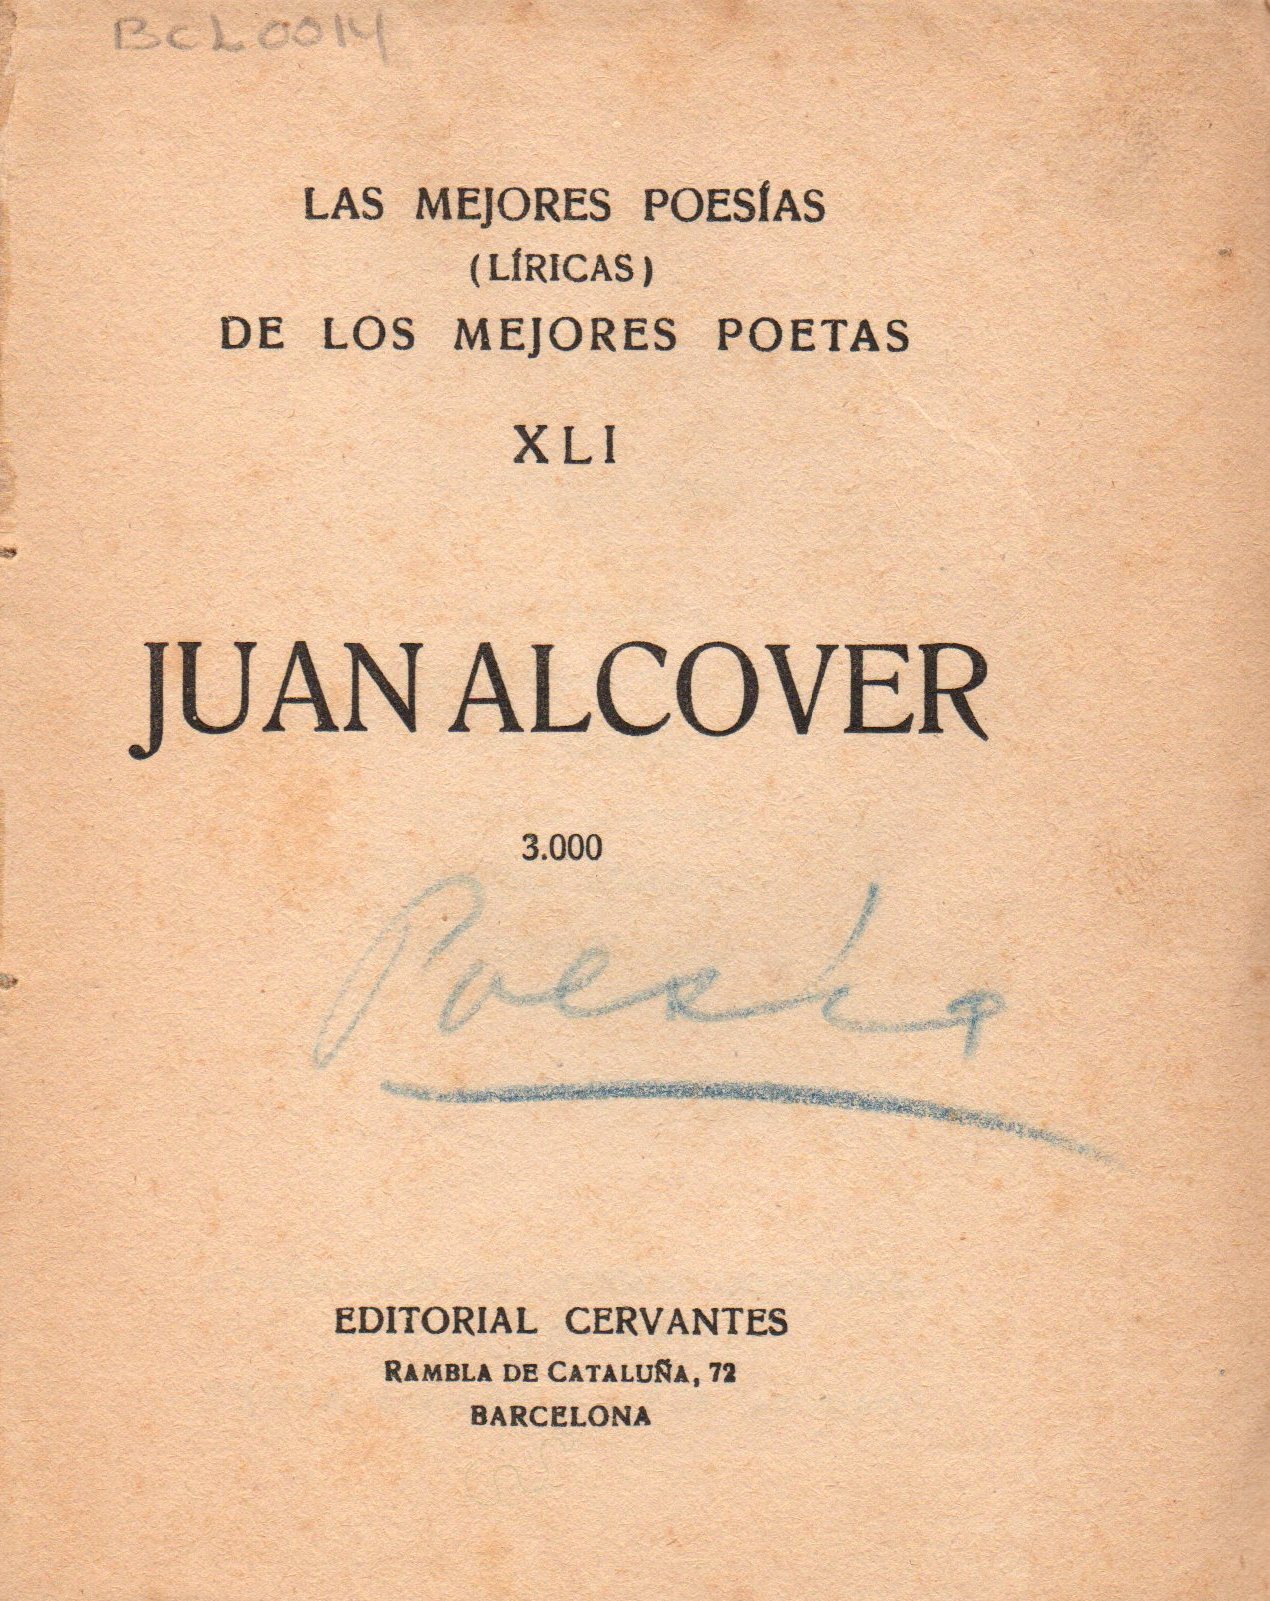 BCL0014
LAS MEJORES POESÍAS
(LÍRICAS)
DE LOS MEJORES POETAS
XLI
JUAN ALCOVER
3.000
Poesía
EDITORIAL CERVANTES
RAMBLA DE CATALUÑA, 72
BARCELONA